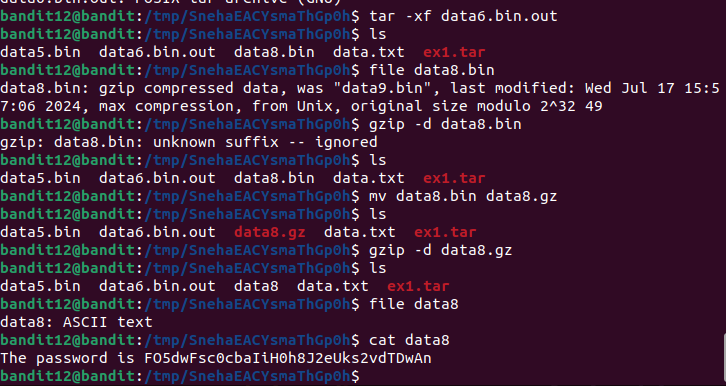 data6.bin.out: POSIX tar archive (GNU)
bandit12@bandit:/tmp/SnehaEACYsmaThGp0h$ tar -xf data6.bin.out
bandit12@bandit:/tmp/SnehaEACYsmaThGp0h$ ls
data5.bin  data6.bin.out  data8.bin  data.txt  ex1.tar
bandit12@bandit:/tmp/SnehaEACYsmaThGp0h$ file data8.bin
data8.bin: gzip compressed data, was "data9.bin", last modified: Wed Jul 17 15:5
7:06 2024, max compression, from Unix, original size modulo 2^32 49
bandit12@bandit:/tmp/SnehaEACYsmaThGp0h$ gzip -d data8.bin
gzip: data8.bin: unknown suffix -- ignored
bandit12@bandit:/tmp/SnehaEACYsmaThGp0h$ ls
data5.bin  data6.bin.out  data8.bin  data.txt  ex1.tar
bandit12@bandit:/tmp/SnehaEACYsmaThGp0h$ mv data8.bin data8.gz
bandit12@bandit:/tmp/SnehaEACYsmaThGp0h$ ls
data5.bin  data6.bin.out  data8.gz  data.txt  ex1.tar
bandit12@bandit:/tmp/SnehaEACYsmaThGp0h$ gzip -d data8.gz
bandit12@bandit:/tmp/SnehaEACYsmaThGp0h$ ls
data5.bin  data6.bin.out  data8  data.txt  ex1.tar
bandit12@bandit:/tmp/SnehaEACYsmaThGp0h$ file data8
data8: ASCII text
bandit12@bandit:/tmp/SnehaEACYsmaThGp0h$ cat data8
The password is FO5dwFsc0cbaIiH0h8J2eUks2vdTDwAn
bandit12@bandit:/tmp/SnehaEACYsmaThGp0h$